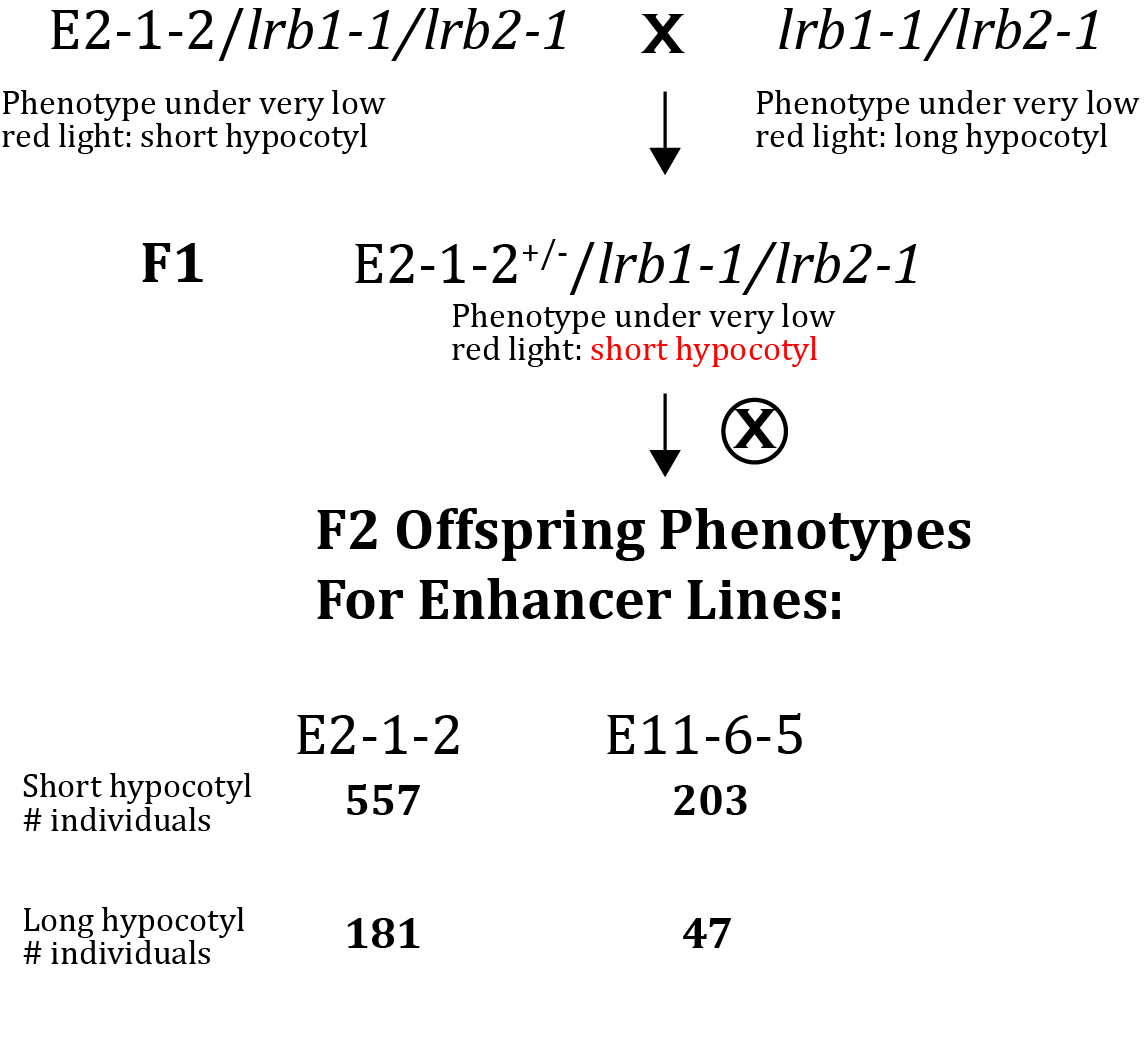 E2-1-2/lrb1-1/lrb2-1 X lrb1-1/lrb2-1
Phenotype under very low
red light: short hypocotyl
Phenotype under very low
red light: long hypocotyl
F1 E2-1-2+/-/lrb1-1/lrb2-1
Phenotype under very low
red light: short hypocotyl
X
F2 Offspring Phenotypes
For Enhancer Lines:
E2-1-2 E11-6-5
Short hypocotyl
# individuals
557 203
Long hypocotyl
# individuals
181 47